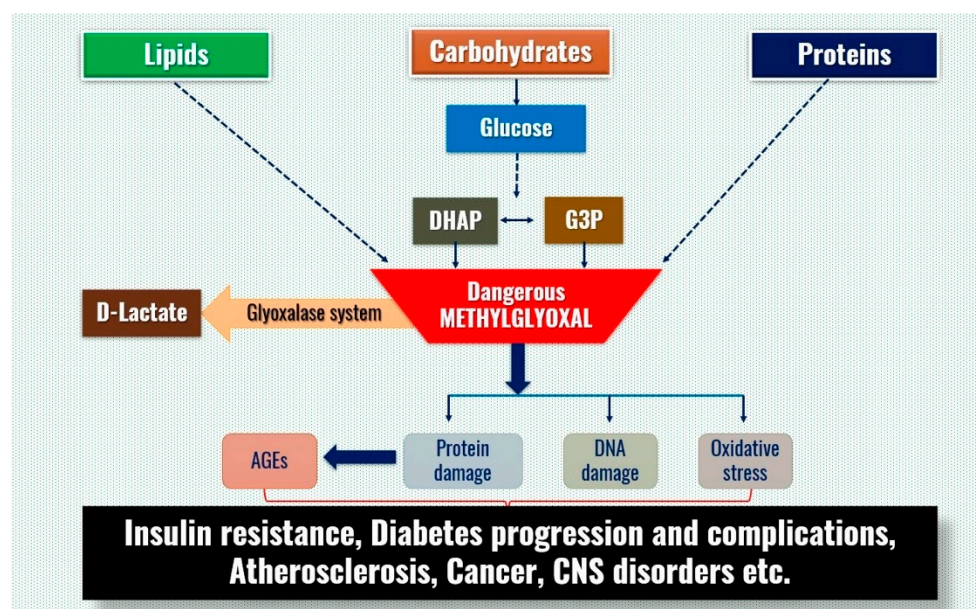 Lipids
Carbohydrates
Proteins
Glucose
DHAP
G3P
Dangerous
METHYLGLYOXAL
D-Lactate
Glyoxalase system
AGEs
Protein
damage
DNA
damage
Oxidative
stress
Insulin resistance, Diabetes progression and complications,
Atherosclerosis, Cancer, CNS disorders etc.